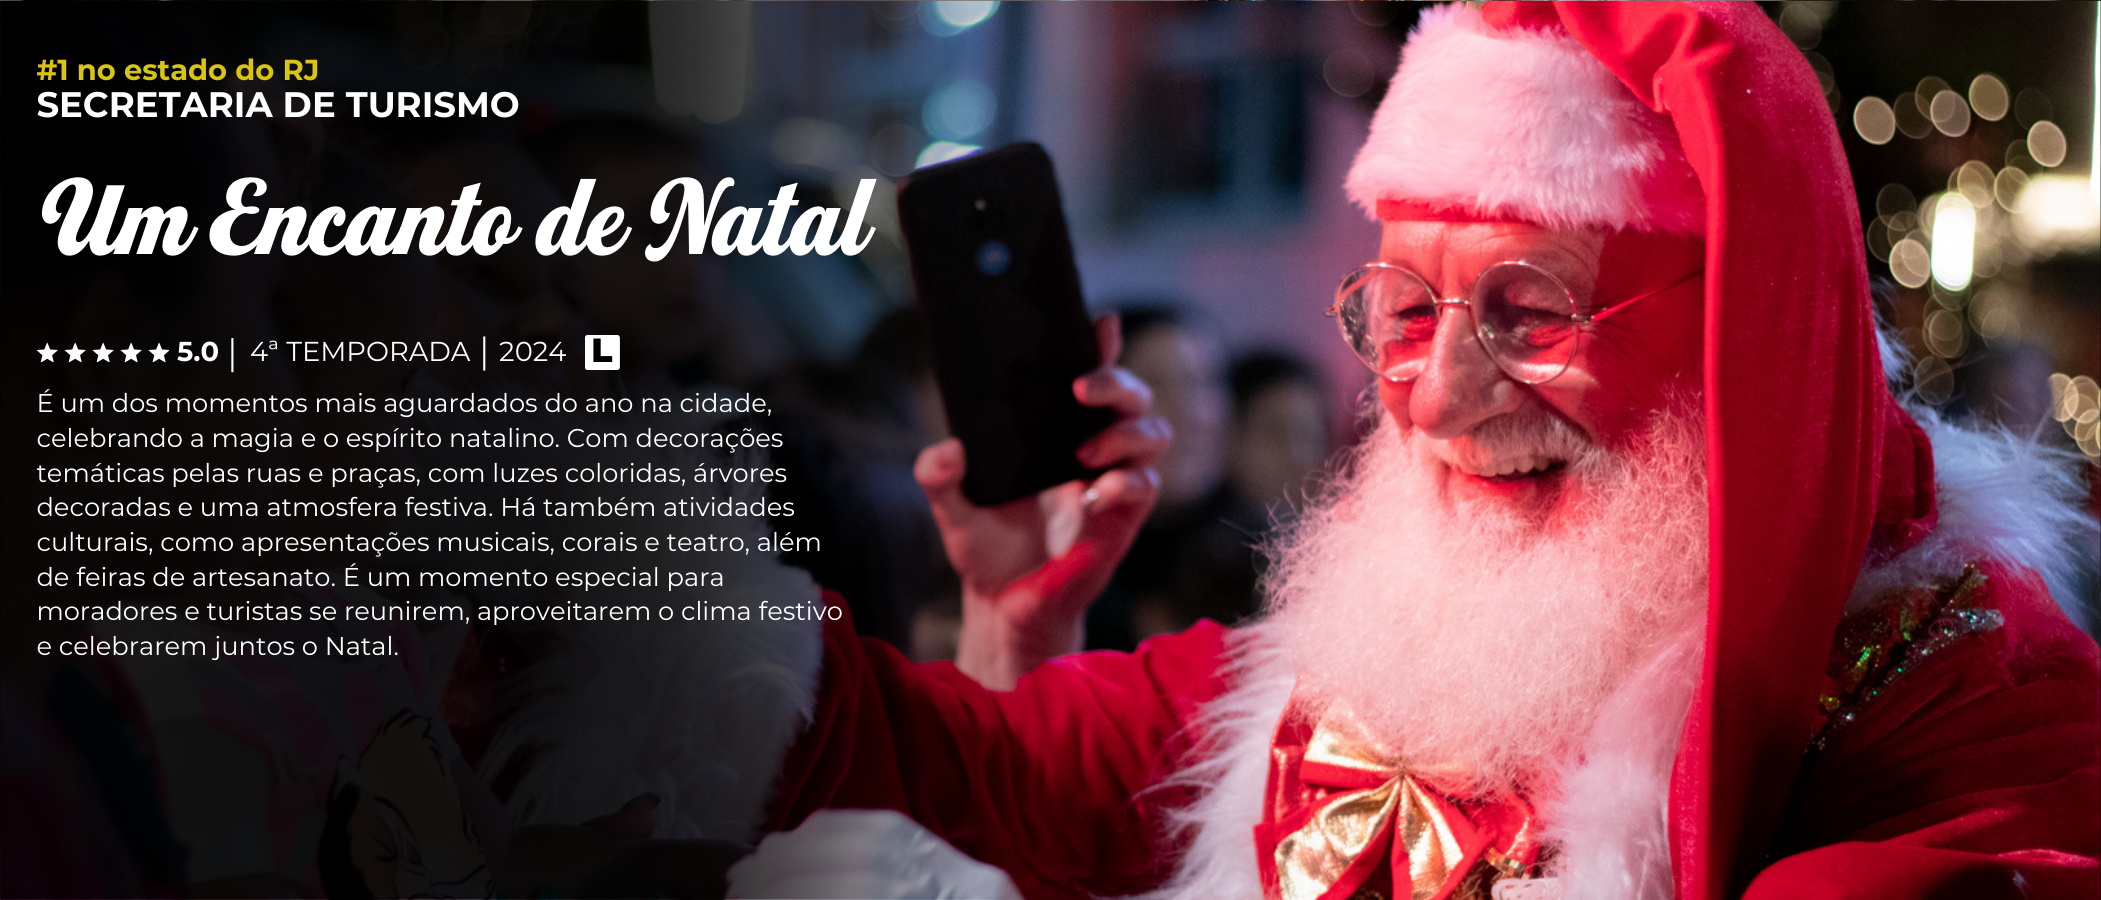 #1 no estado do RJ
SECRETARIA DE TURISMO
Um Encanto de Natal
★★★★★ 5.0 | 4ª TEMPORADA | 2024 L
É um dos momentos mais aguardados do ano na cidade,
celebrando a magia e o espírito natalino. Com decorações
temáticas pelas ruas e praças, com luzes coloridas, árvores
decoradas e uma atmosfera festiva. Há também atividades
culturais, como apresentações musicais, corais e teatro, além
de feiras de artesanato. É um momento especial para
moradores e turistas se reunirem, aproveitarem o clima festivo
e celebrarem juntos o Natal.